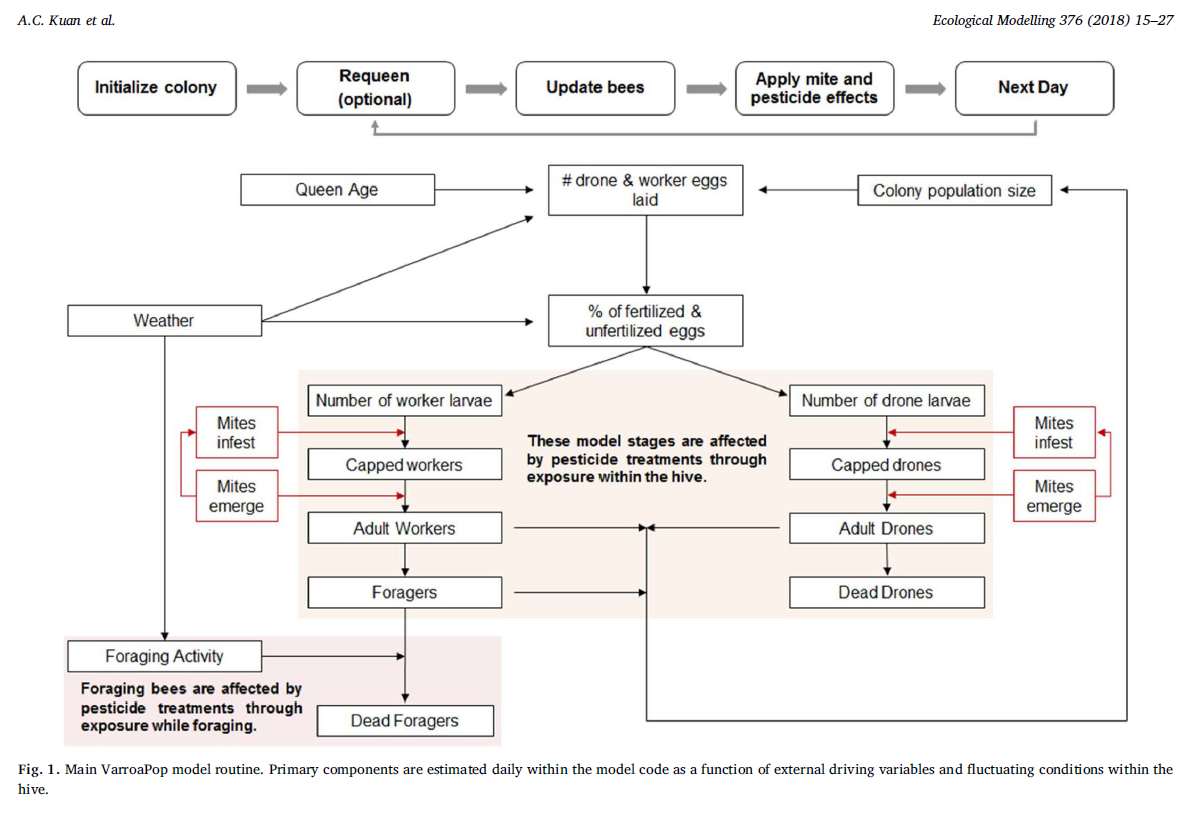 A.C. Kuan et al.
Ecological Modelling 376 (2018) 15–27
Initialize colony
Requeen
(optional)
Update bees
Apply mite and
pesticide effects
Next Day
Queen Age
# drone & worker eggs
laid
Colony population size
Weather
% of fertilized &
unfertilized eggs
Number of worker larvae
Number of drone larvae
Mites
infest
These model stages are affected
by pesticide treatments through
exposure within the hive.
Mites
infest
Capped workers
Capped drones
Mites
emerge
Mites
emerge
Adult Workers
Adult Drones
Foragers
Dead Drones
Foraging Activity
Foraging bees are affected by
pesticide treatments through
exposure while foraging.
Dead Foragers
Fig. 1. Main VarroaPop model routine. Primary components are estimated daily within the model code as a function of external driving variables and fluctuating conditions within the
hive.